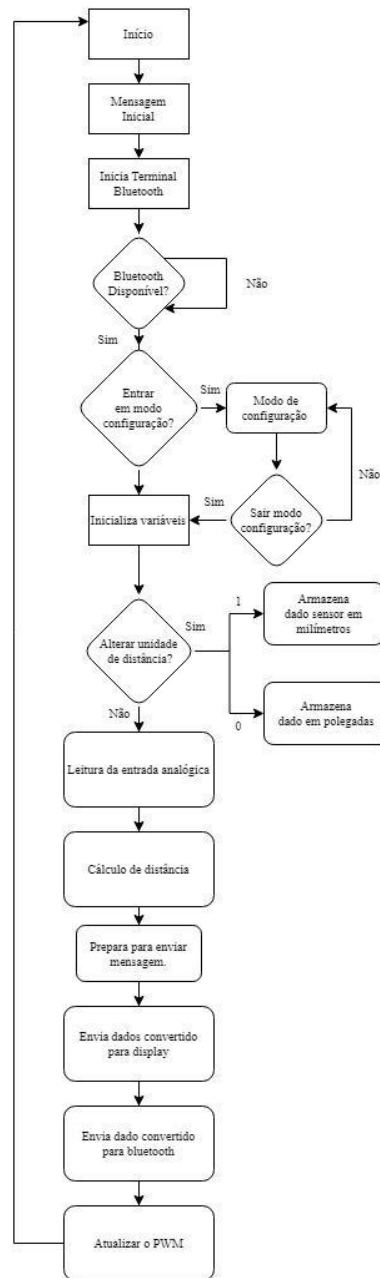 Início
Mensagem
Inicial
Inicia Terminal
Bluetooth
Bluetooth
Disponível?
Não
Sim
Entrar
em modo
configuração?
Sim
Modo de
configuração
Não
Sair modo
configuração?
Sim
Inicializa variáveis
Alterar unidade
de distância?
Sim
1
Armazena
dado sensor em
milímetros
0
Armazena
dado em polegadas
Não
Leitura da entrada analógica
Cálculo de distância
Prepara para enviar
mensagem.
Envia dados convertido
para display
Envia dado convertido
para bluetooth
Atualizar o PWM